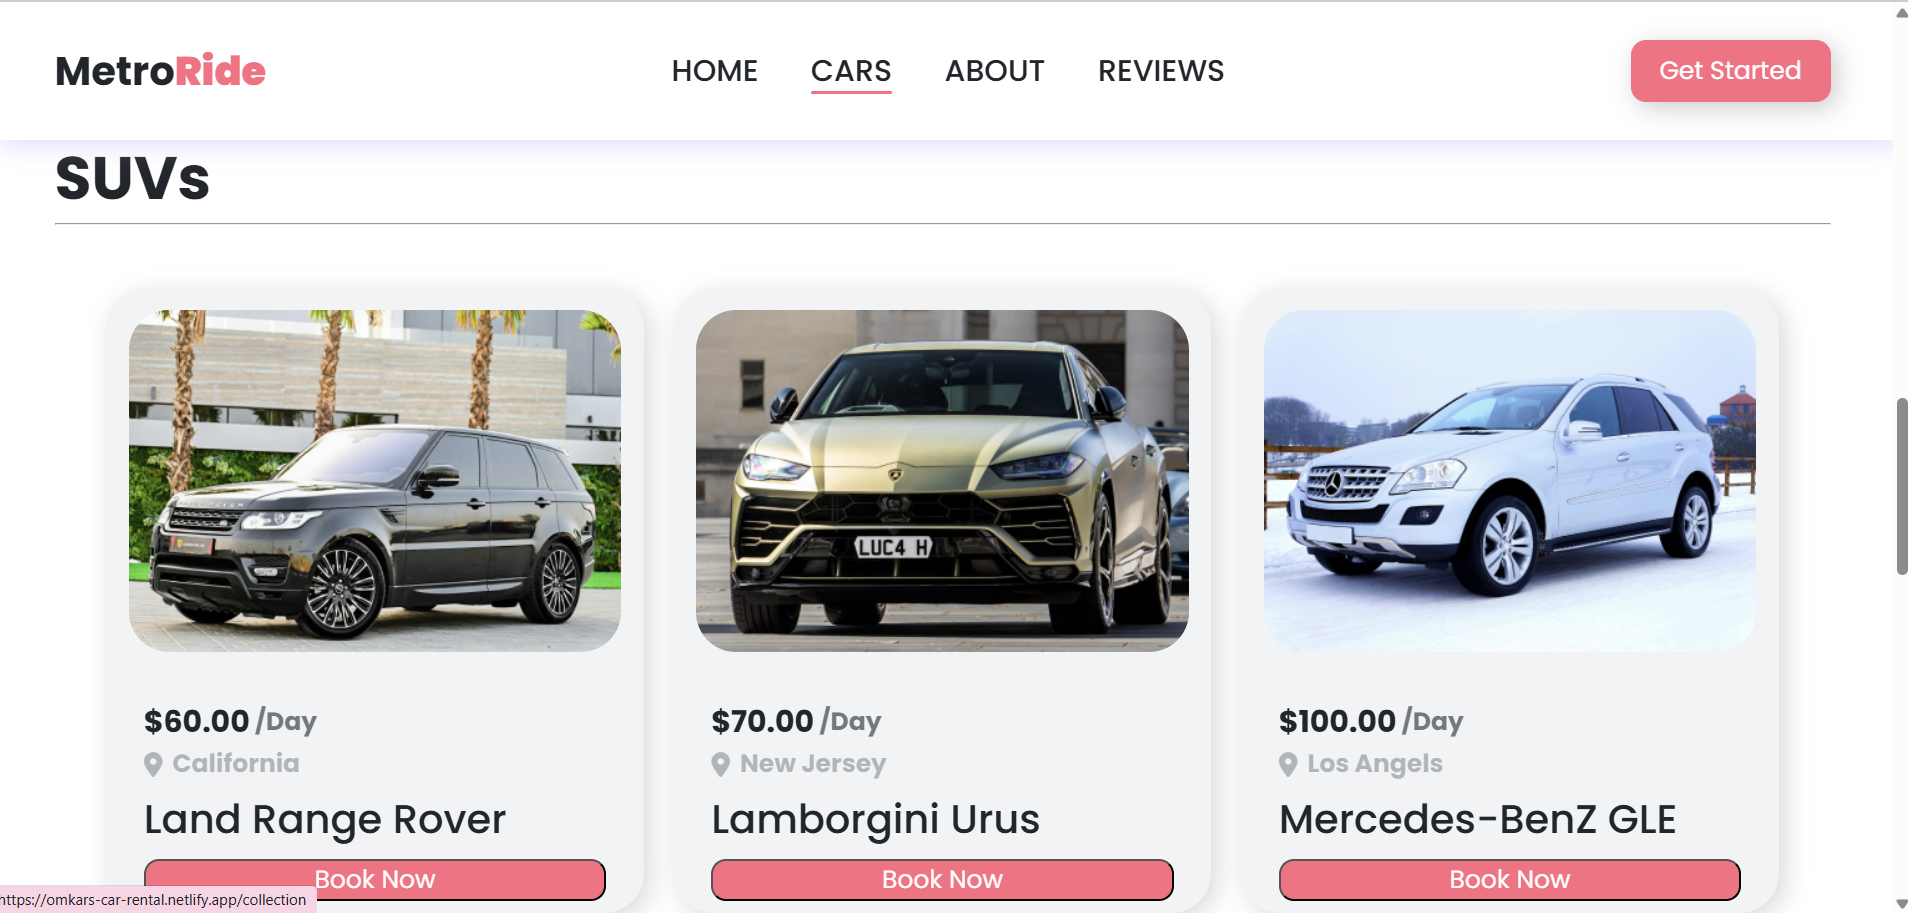 MetroRide
HOME CARS ABOUT REVIEWS
Get Started
SUVs
LUC4 H
$60.00 /Day
California
Land Range Rover
Book Now
$70.00 /Day
New Jersey
Lamborgini Urus
Book Now
$100.00 /Day
Los Angels
Mercedes-BenZ GLE
Book Now
https://omkars-car-rental.netlify.app/collection